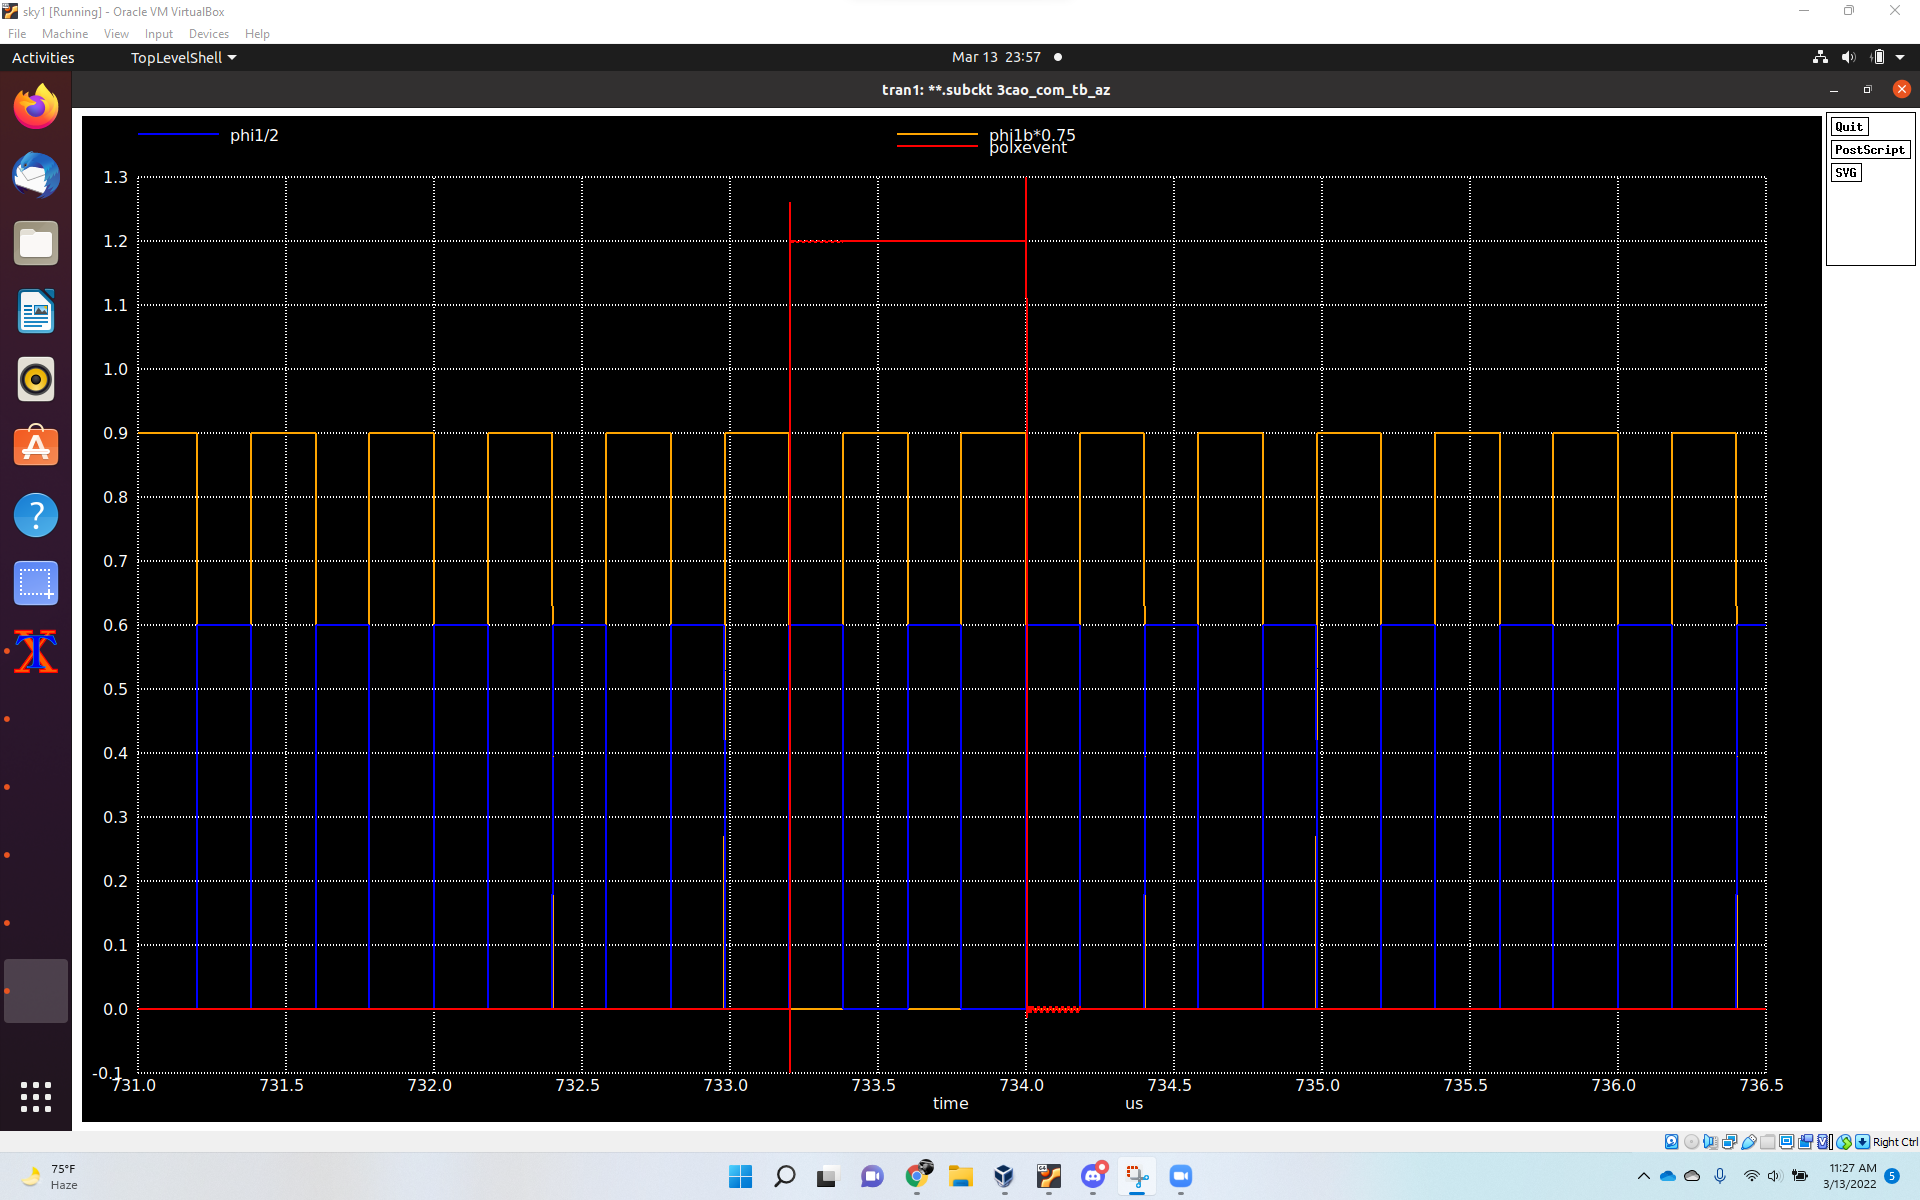 sky1 [Running] - Oracle VM VirtualBox
File Machine View Input Devices Help
Activities TopLevelShell Mar 13 23:57
tran1: **.subckt 3cao_com_tb_az
phi1/2 phi1b*0.75
polxevent
Quit
PostScript
SVG
1.3
1.2
1.1
1.0
0.9
0.8
0.7
0.6
0.5
0.4
0.3
0.2
0.1
0.0
-0.1
731.0 731.5 732.0 732.5 733.0 733.5 734.0 734.5 735.0 735.5 736.0 736.5
time us
Right Ctrl
75°F
Haze
11:27 AM
3/13/2022
5